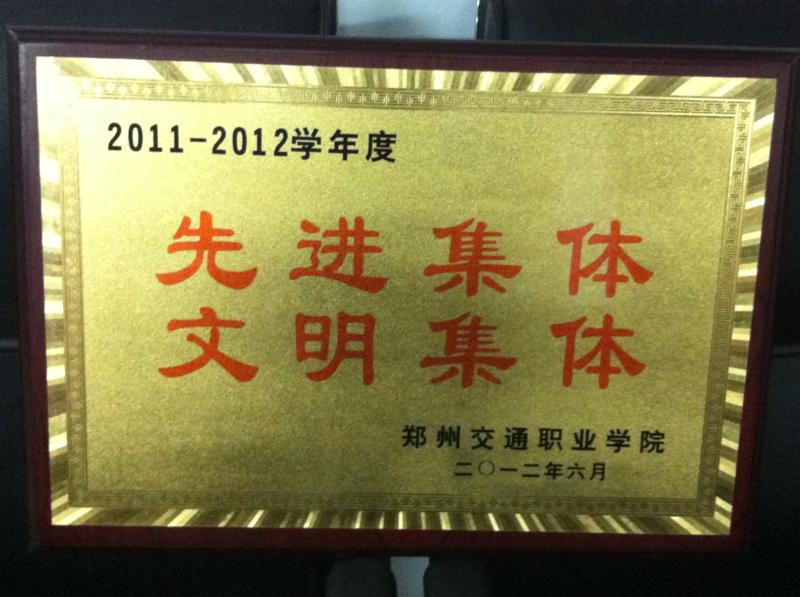 2011-2012学年度
先进集体
文明集体
郑州交通职业学院
二〇一二年六月